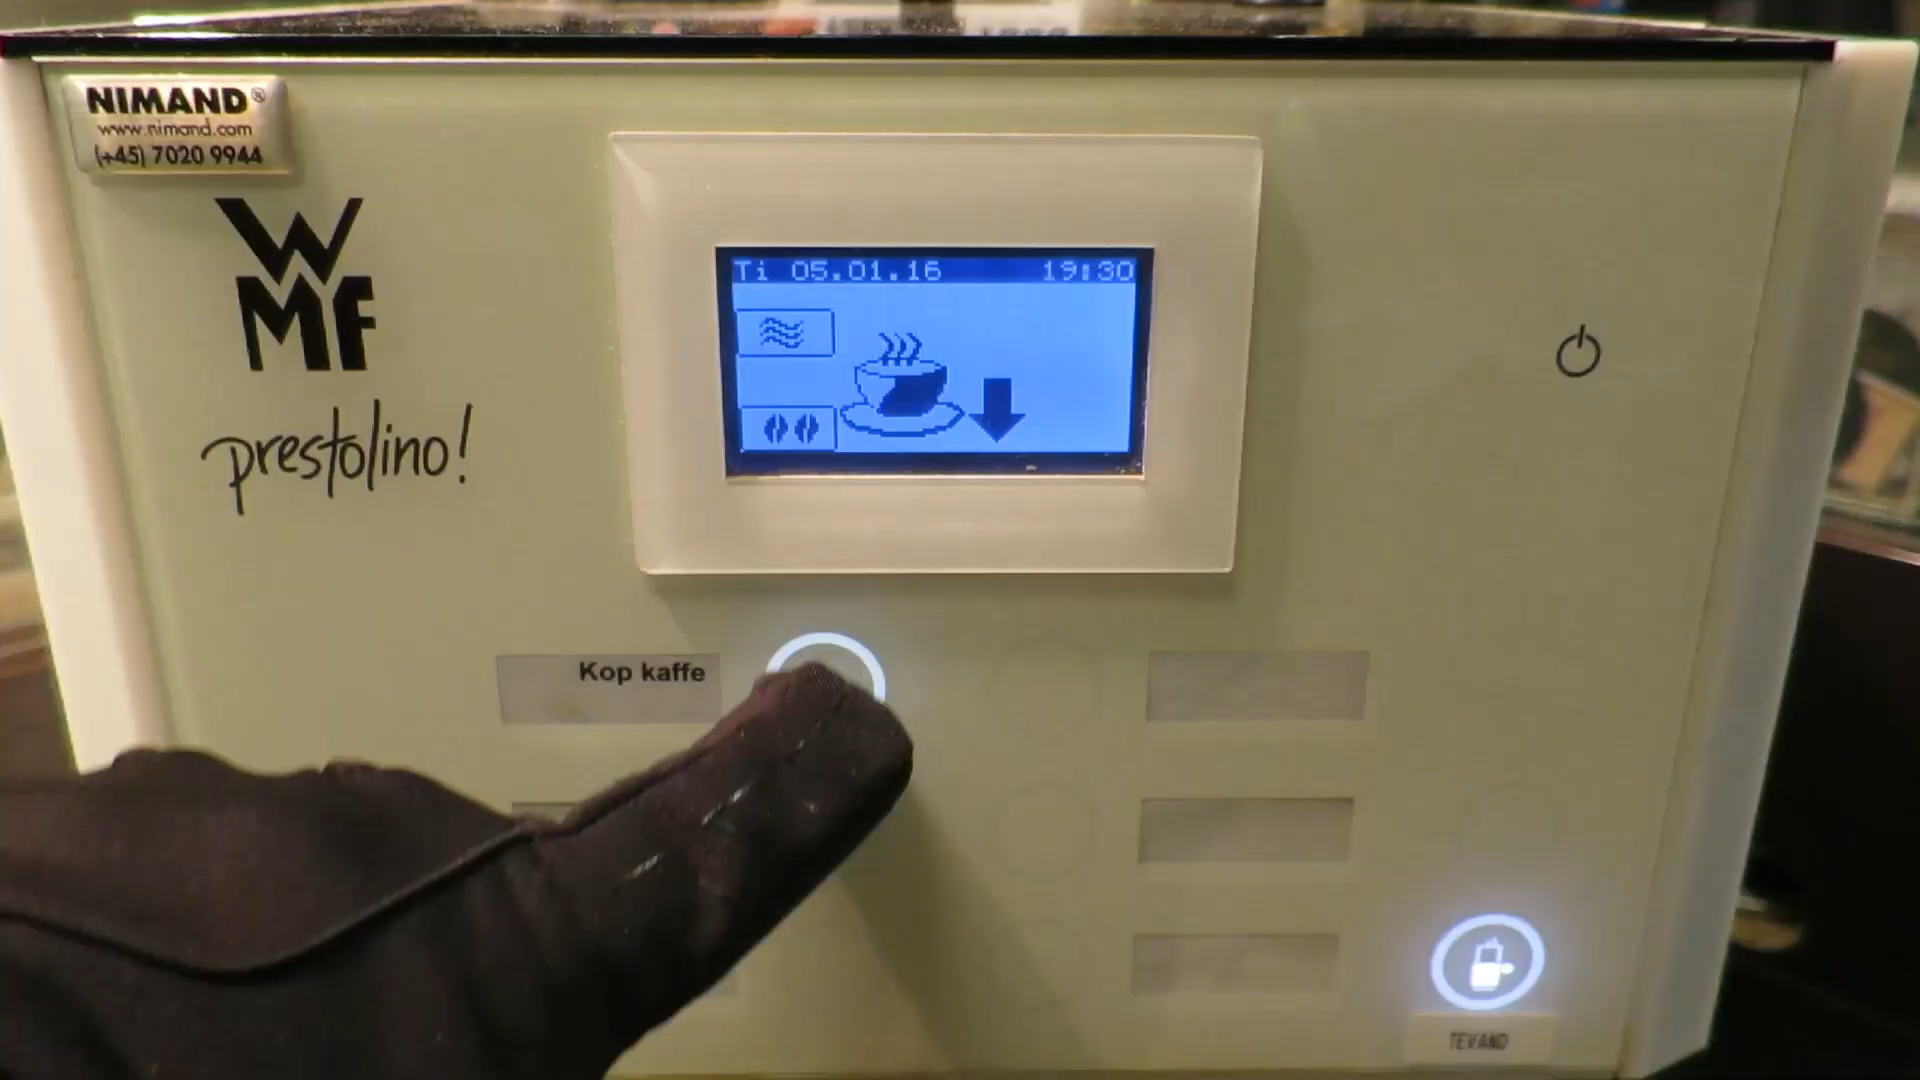 NIMAND®
www.nimand.com
(+45) 7020 9944
WMF
prestolino!
Ti 05.01.16 19:30
Kop kaffe
TEVAND